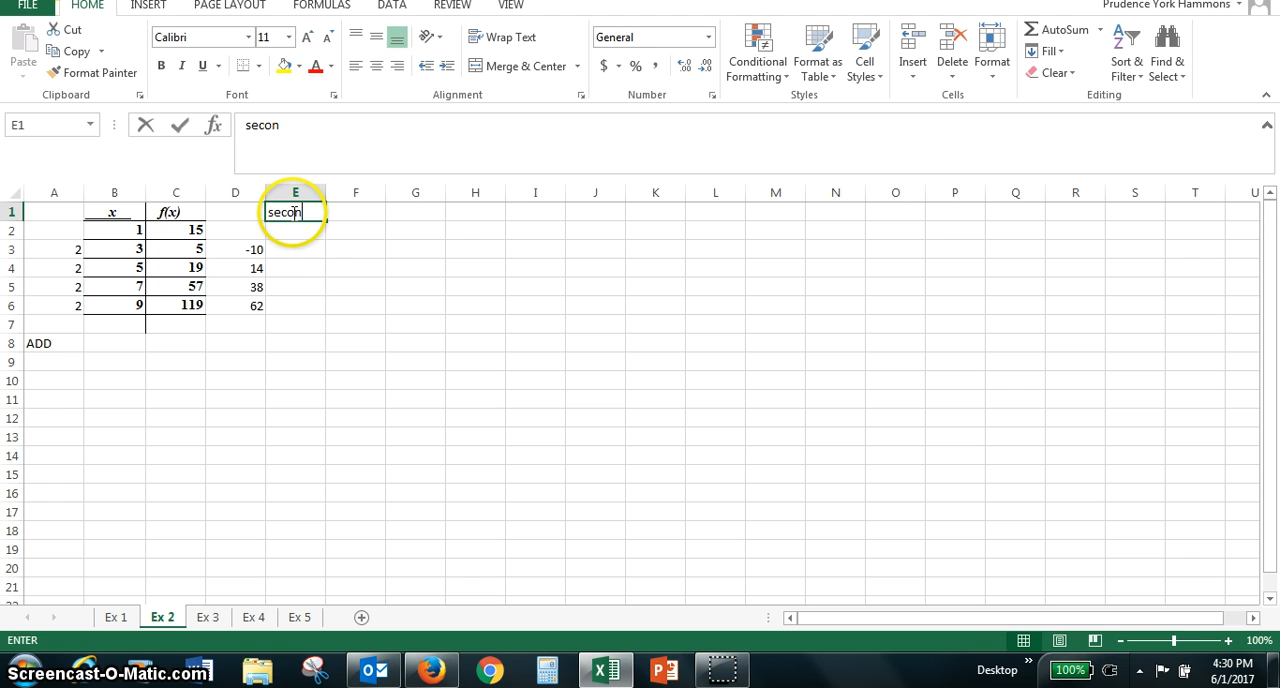 FILE HOME INSERT PAGE LAYOUT FORMULAS DATA REVIEW VIEW Prudence York Hammons
Paste Cut Copy Format Painter
Calibri 11
B I U A
Wrap Text
Merge & Center
General
$ % ,
Conditional Formatting
Format as Table
Cell Styles
Insert Delete Format
AutoSum
Fill
Clear
Sort & Filter
Find & Select
Clipboard Font Alignment Number Styles Cells Editing
E1 fx secon
A B C D E F G H I J K L M N O P Q R S T U
1 x f(x) secon
2 1 15
3 2 3 5 -10
4 2 5 19 14
5 2 7 57 38
6 2 9 119 62
7
8 ADD
9
10
11
12
13
14
15
16
17
18
19
20
21
Ex 1 Ex 2 Ex 3 Ex 4 Ex 5
ENTER 100%
Screencast-O-Matic.com Desktop » 100% 4:30 PM
6/1/2017